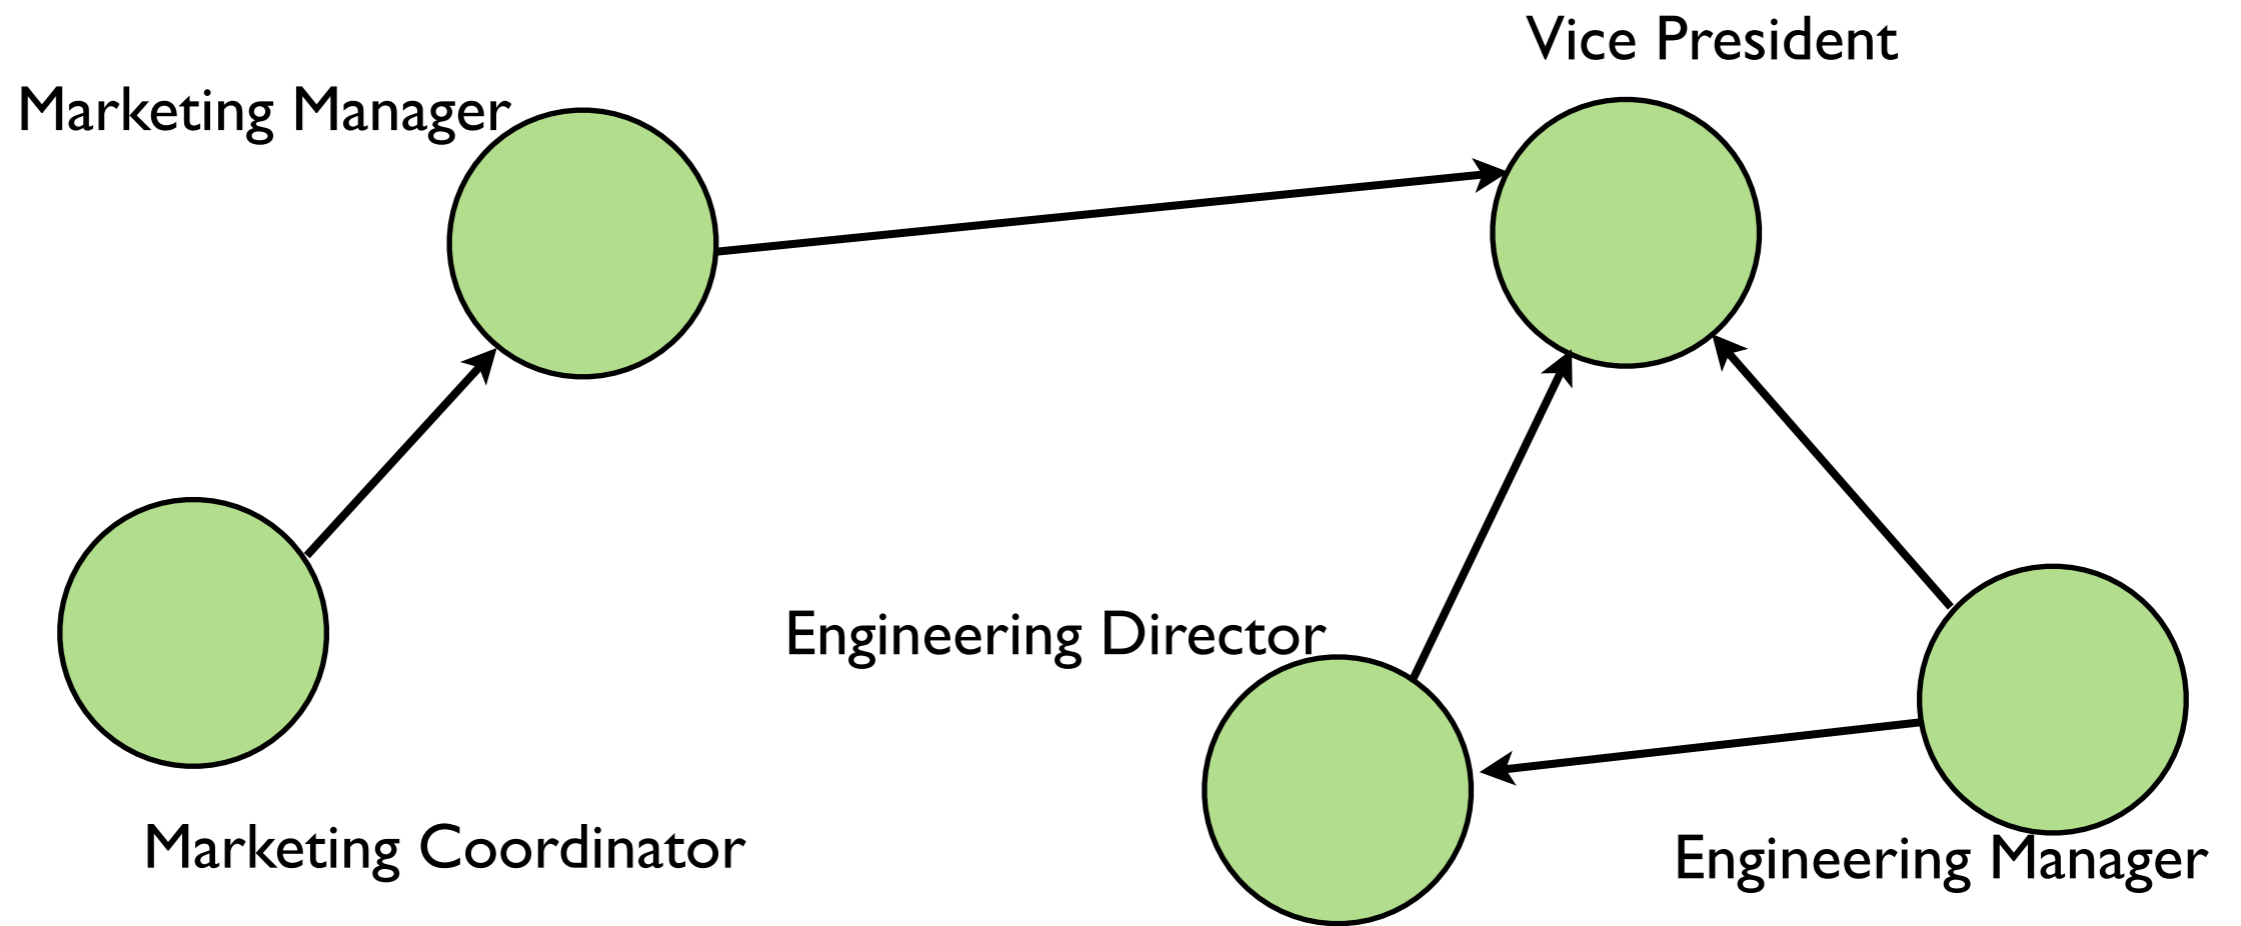 Vice President
Marketing Manager
Engineering Director
Marketing Coordinator
Engineering Manager